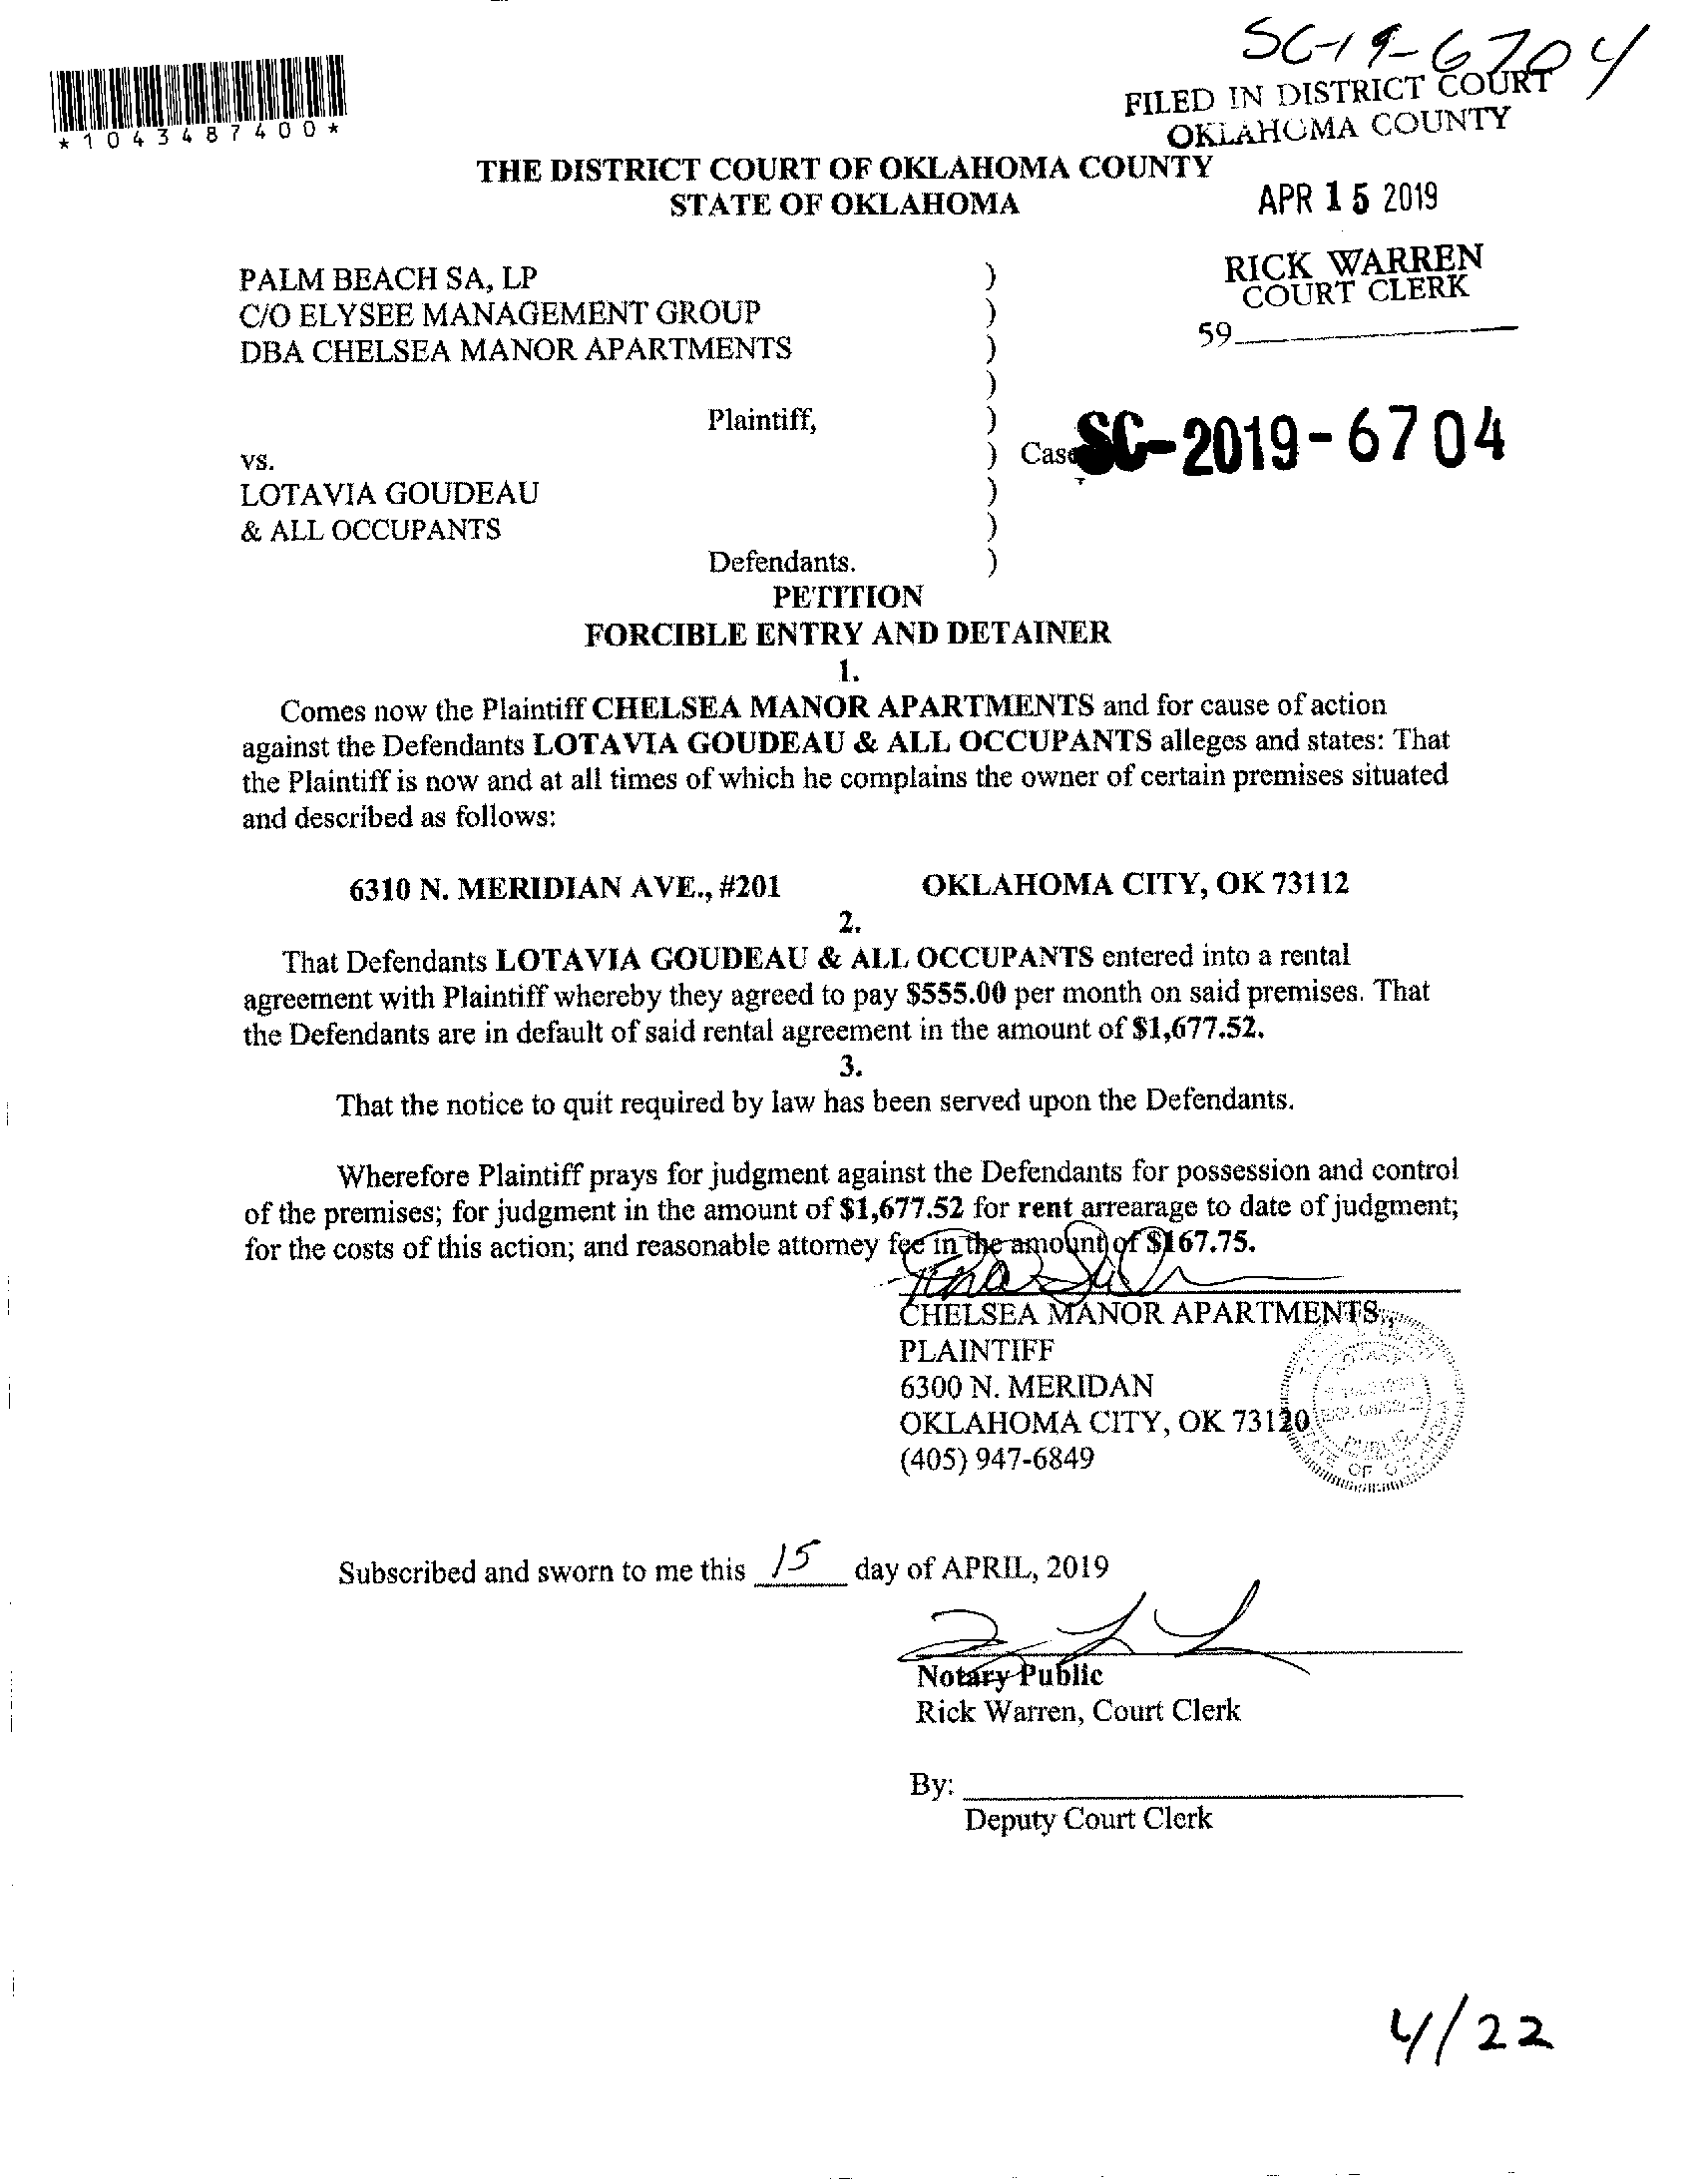 SC-19-6704
FILED IN DISTRICT COURT
OKLAHOMA COUNTY
*1043487400*
THE DISTRICT COURT OF OKLAHOMA COUNTY
STATE OF OKLAHOMA
APR 15 2019
PALM BEACH SA, LP )
C/O ELYSEE MANAGEMENT GROUP )
DBA CHELSEA MANOR APARTMENTS )
)
RICK WARREN
COURT CLERK
59
Plaintiff, )
vs. ) Case SC-2019-6704
LOTAVIA GOUDEAU )
& ALL OCCUPANTS )
Defendants. )
PETITION
FORCIBLE ENTRY AND DETAINER
1.
Comes now the Plaintiff CHELSEA MANOR APARTMENTS and for cause of action
against the Defendants LOTAVIA GOUDEAU & ALL OCCUPANTS alleges and states: That
the Plaintiff is now and at all times of which he complains the owner of certain premises situated
and described as follows:
6310 N. MERIDIAN AVE., #201 OKLAHOMA CITY, OK 73112
2.
That Defendants LOTAVIA GOUDEAU & ALL OCCUPANTS entered into a rental
agreement with Plaintiff whereby they agreed to pay $555.00 per month on said premises. That
the Defendants are in default of said rental agreement in the amount of $1,677.52.
3.
That the notice to quit required by law has been served upon the Defendants.
Wherefore Plaintiff prays for judgment against the Defendants for possession and control
of the premises; for judgment in the amount of $1,677.52 for rent arrearage to date of judgment;
for the costs of this action; and reasonable attorney fee in the amount of $167.75.
CHELSEA MANOR APARTMENTS,
PLAINTIFF
6300 N. MERIDAN
OKLAHOMA CITY, OK 73120
(405) 947-6849
NOTARY
PUBLIC
STATE OF OKLAHOMA
Subscribed and sworn to me this 15 day of APRIL, 2019
Notary Public
Rick Warren, Court Clerk
By:
Deputy Court Clerk
4/22